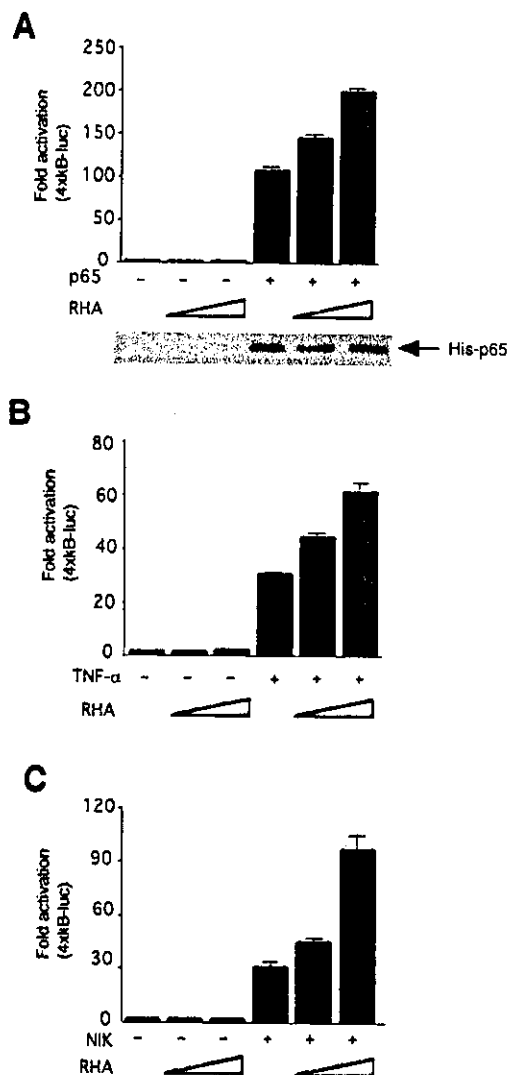 A
Fold activation
(4xkB-luc)
250
200
150
100
50
0
p65 - - - + + +
RHA
His-p65
B
Fold activation
(4xkB-luc)
80
60
40
20
0
TNF-α - - - + + +
RHA
C
Fold activation
(4xkB-luc)
120
90
60
30
0
NIK - - - + + +
RHA